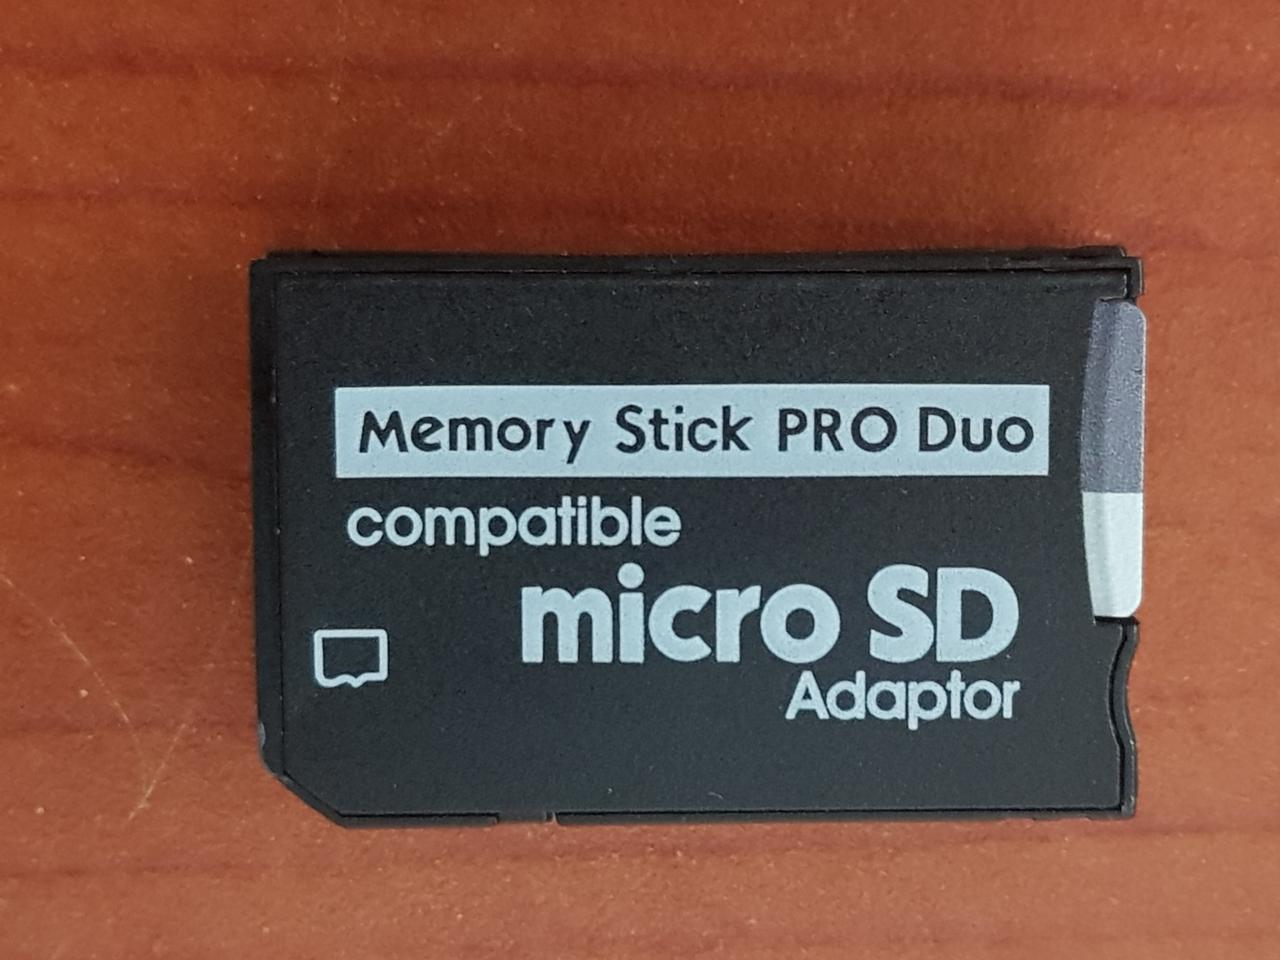 Memory Stick PRO Duo
compatible
micro SD
Adaptor